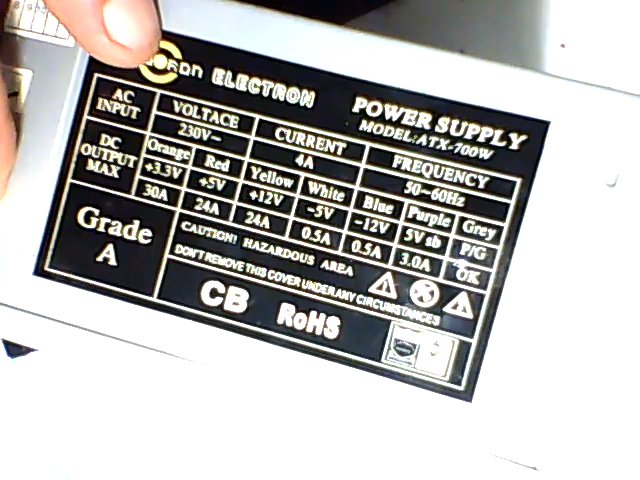 ELECTRON
POWER SUPPLY
MODEL:ATX-700W
AC INPUT VOLTACE CURRENT FREQUENCY
230V~ 4A 50~60Hz
DC OUTPUT MAX Orange Red Yellow White Blue Purple Grey
+3.3V +5V +12V -5V -12V 5V sb P/G
30A 24A 24A 0.5A 0.5A 3.0A OK
Grade A
CAUTION! HAZARDOUS AREA
DON'T REMOVE THIS COVER UNDER ANY CIRCUMSTANCES
CB RoHS